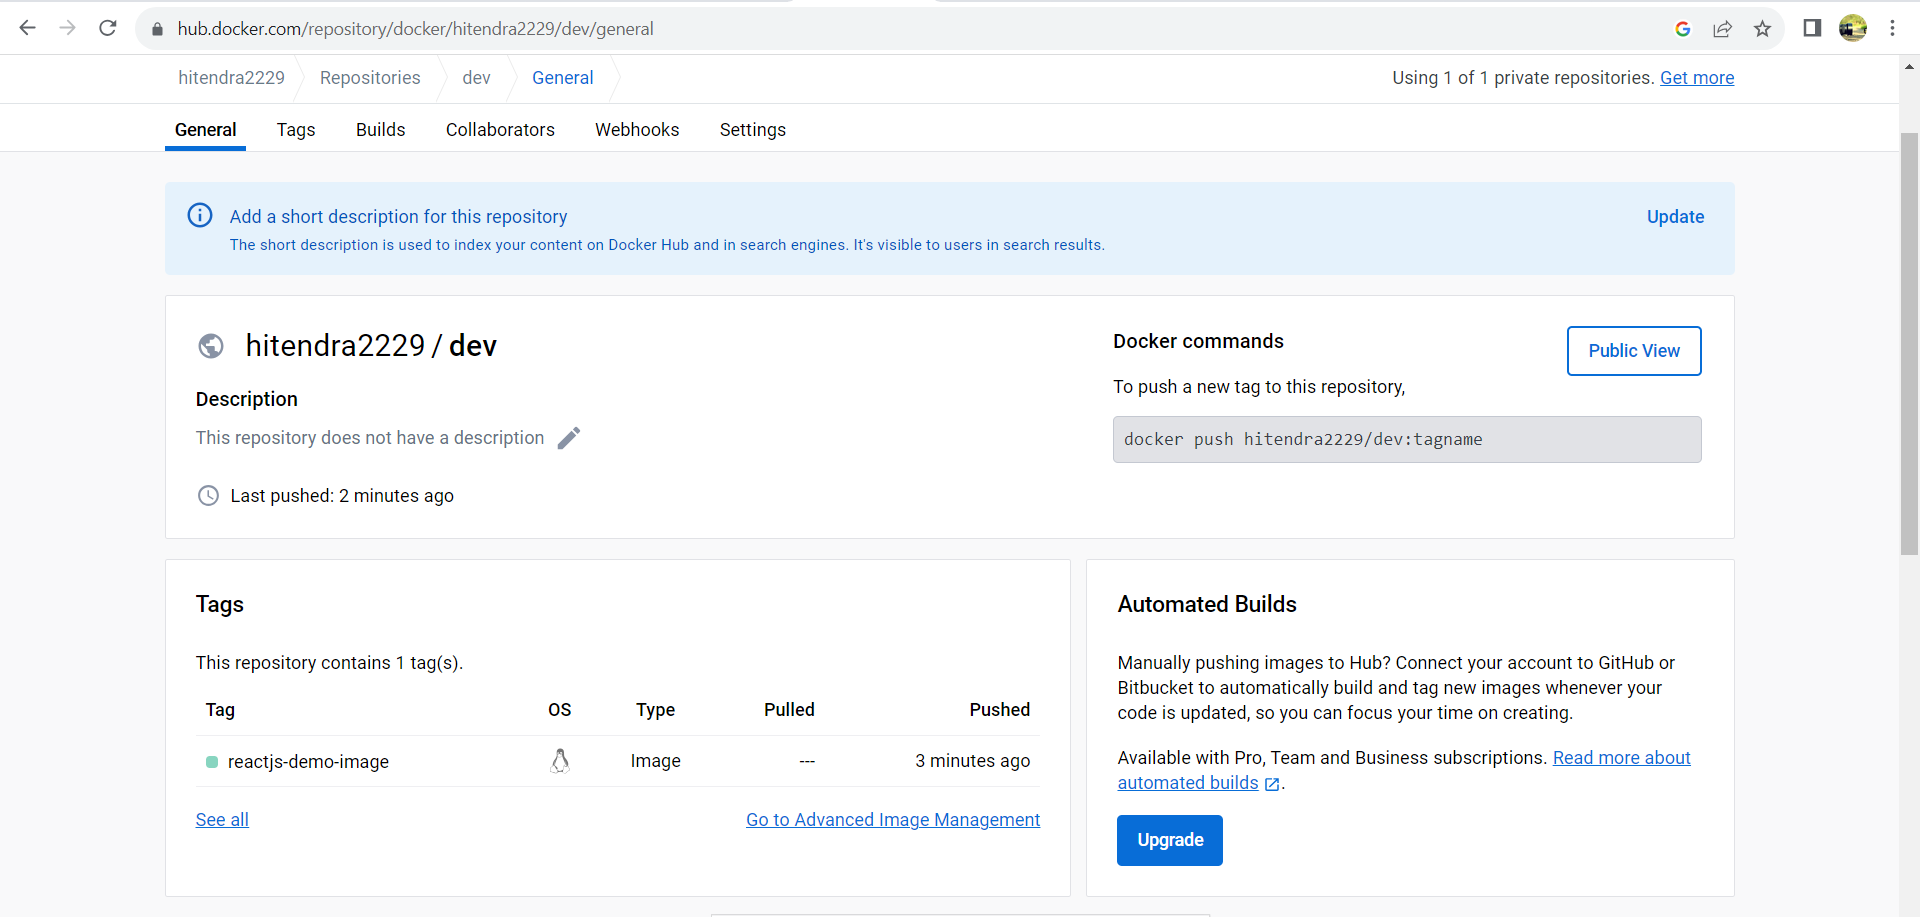 hub.docker.com/repository/docker/hitendra2229/dev/general
hitendra2229 Repositories dev General Using 1 of 1 private repositories. Get more
General Tags Builds Collaborators Webhooks Settings
Add a short description for this repository Update
The short description is used to index your content on Docker Hub and in search engines. It's visible to users in search results.
hitendra2229 / dev
Description
This repository does not have a description
Last pushed: 2 minutes ago
Docker commands
Public View
To push a new tag to this repository,
docker push hitendra2229/dev:tagname
Tags
This repository contains 1 tag(s).
Tag OS Type Pulled Pushed
reactjs-demo-image Image --- 3 minutes ago
See all Go to Advanced Image Management
Automated Builds
Manually pushing images to Hub? Connect your account to GitHub or
Bitbucket to automatically build and tag new images whenever your
code is updated, so you can focus your time on creating.
Available with Pro, Team and Business subscriptions. Read more about
automated builds .
Upgrade